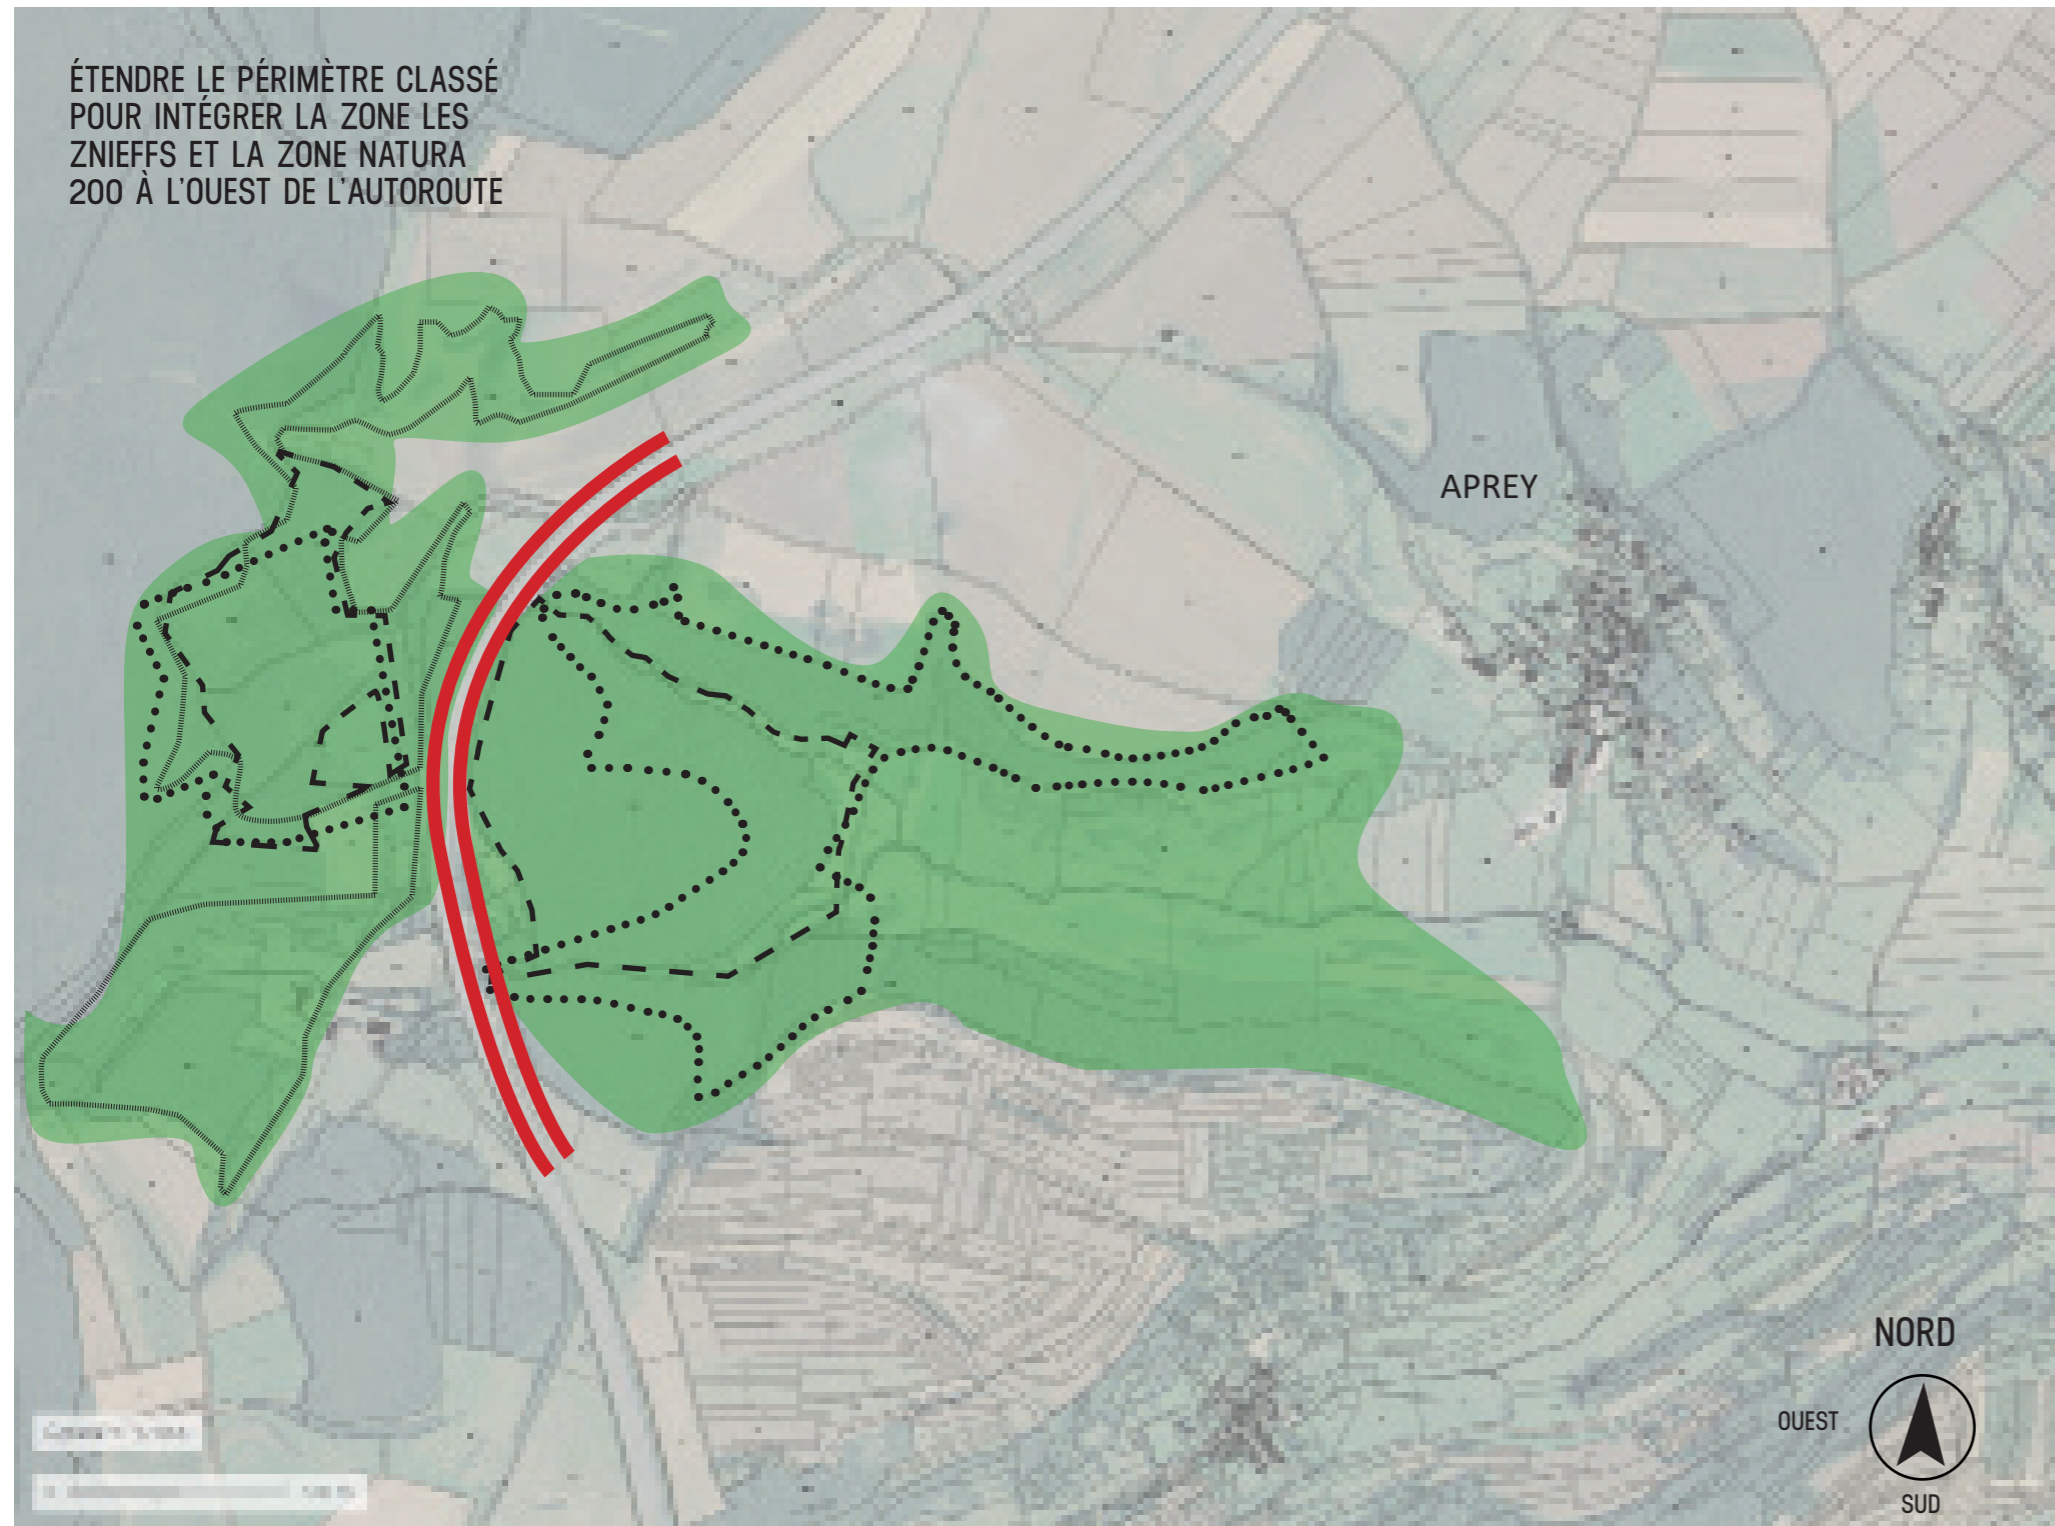 ÉTENDRE LE PÉRIMÈTRE CLASSÉ
POUR INTÉGRER LA ZONE LES
ZNIEFFS ET LA ZONE NATURA
200 À L'OUEST DE L'AUTOROUTE
APREY
NORD
OUEST
SUD